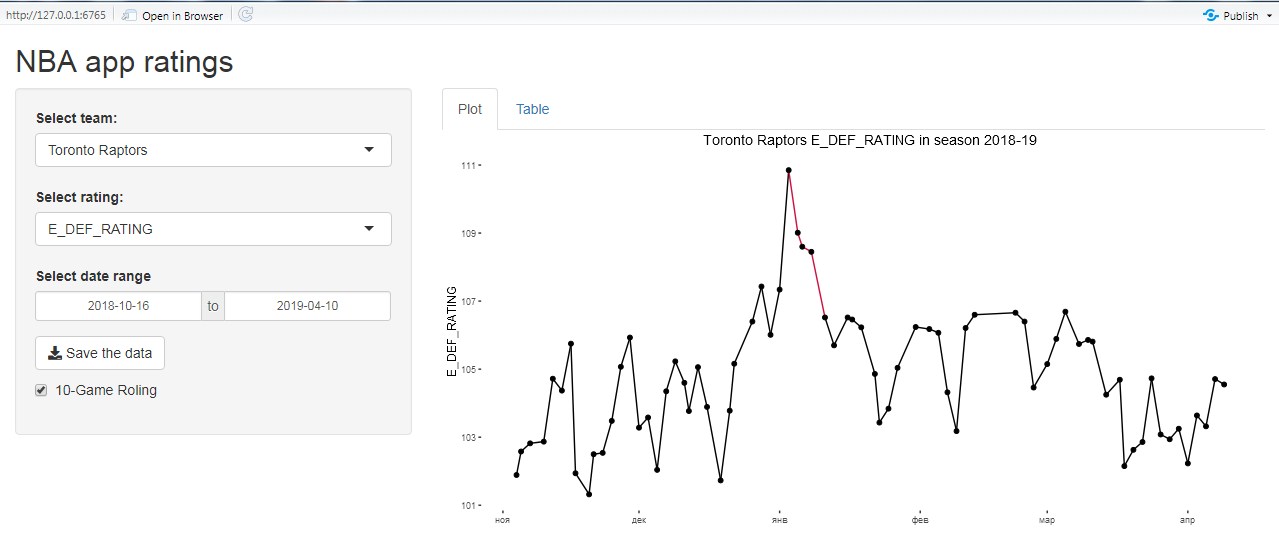 http://127.0.0.1:6765 Open in Browser Publish
NBA app ratings
Select team:
Toronto Raptors
Select rating:
E_DEF_RATING
Select date range
2018-10-16 to 2019-04-10
Save the data
10-Game Roling
Plot Table
Toronto Raptors E_DEF_RATING in season 2018-19
E_DEF_RATING
111
109
107
105
103
101
ноя дек янв фев мар апр